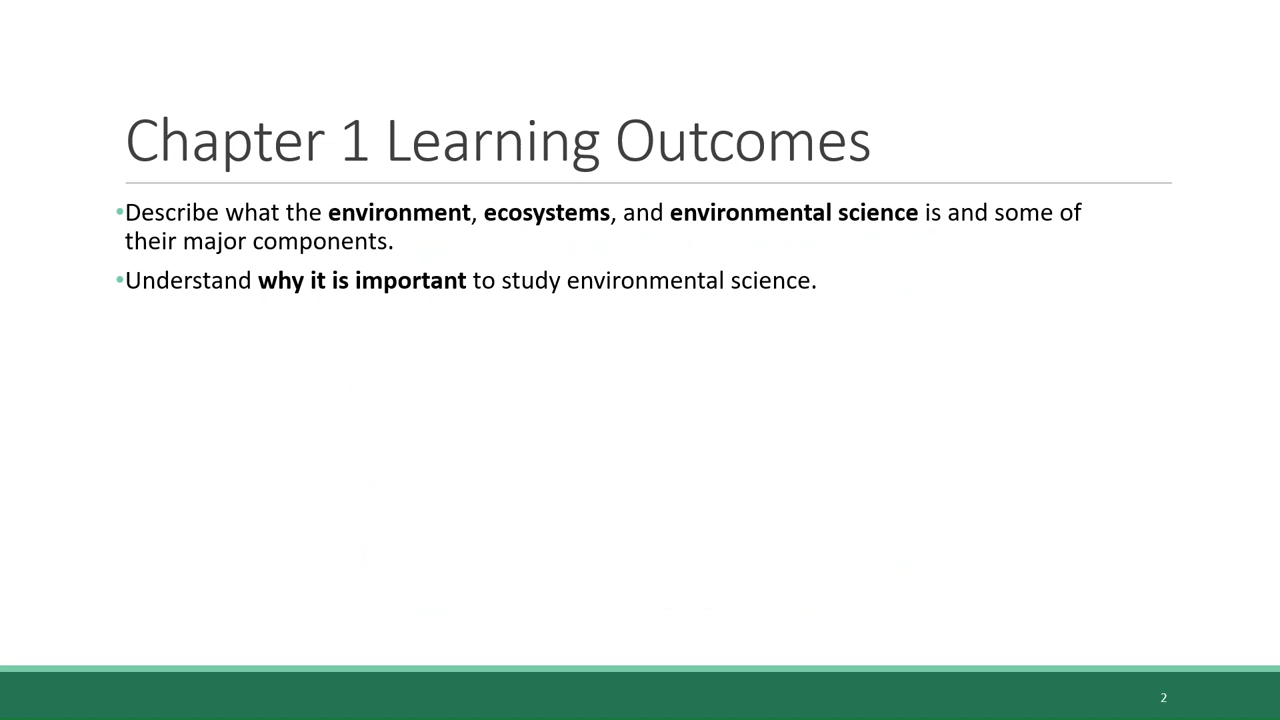 Chapter 1 Learning Outcomes
•Describe what the environment, ecosystems, and environmental science is and some of
their major components.
•Understand why it is important to study environmental science.
2